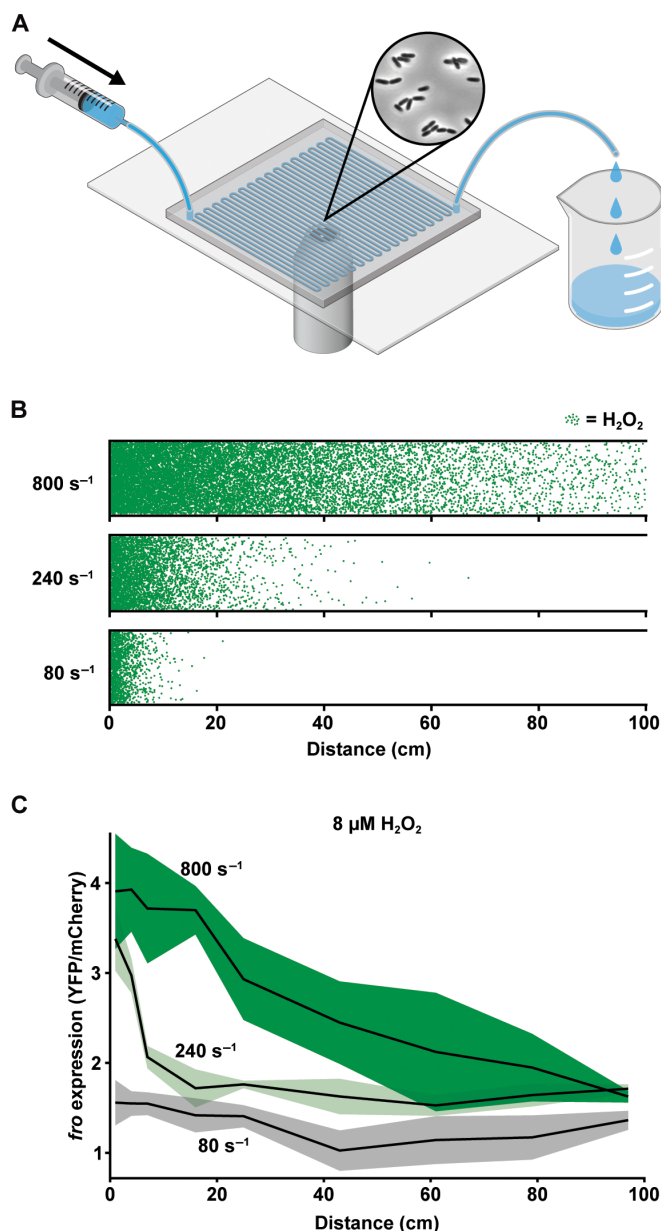 A
B
= H₂O₂
800 s⁻¹
240 s⁻¹
80 s⁻¹
0 20 40 60 80 100
Distance (cm)
C
8 µM H₂O₂
fro expression (YFP/mCherry)
4
3
2
1
800 s⁻¹
240 s⁻¹
80 s⁻¹
0 20 40 60 80 100
Distance (cm)